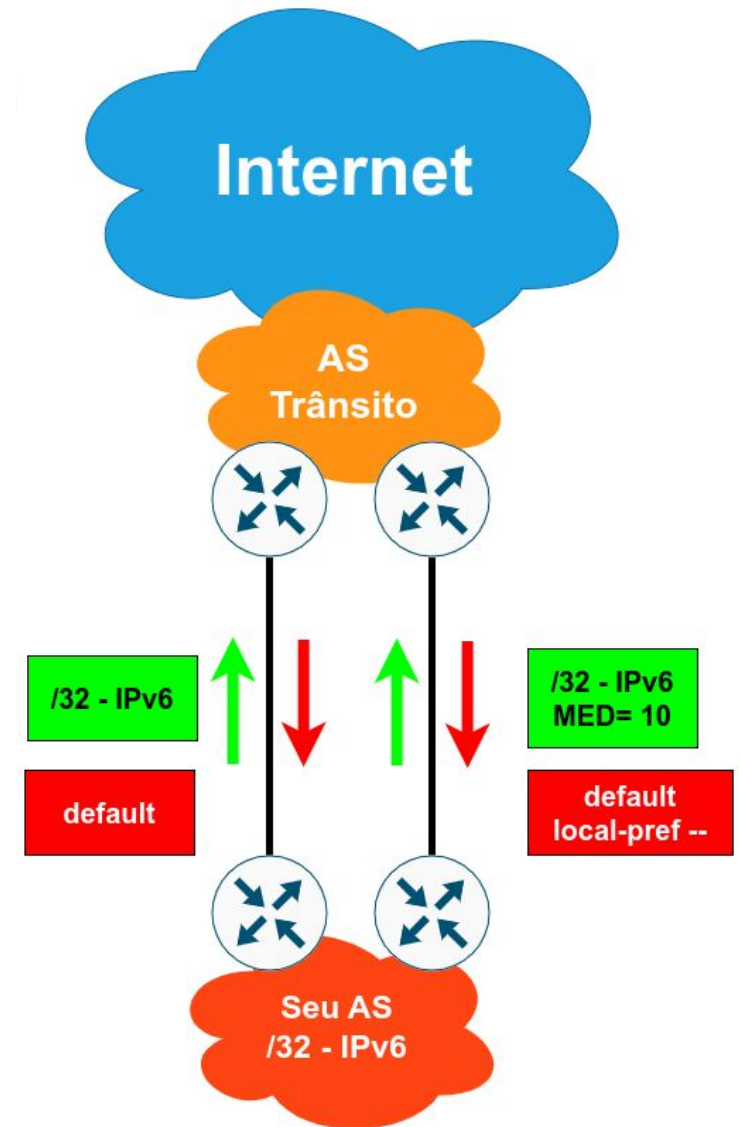 Internet
AS
Trânsito
/32 - IPv6
default
/32 - IPv6
MED= 10
default
local-pref --
Seu AS
/32 - IPv6